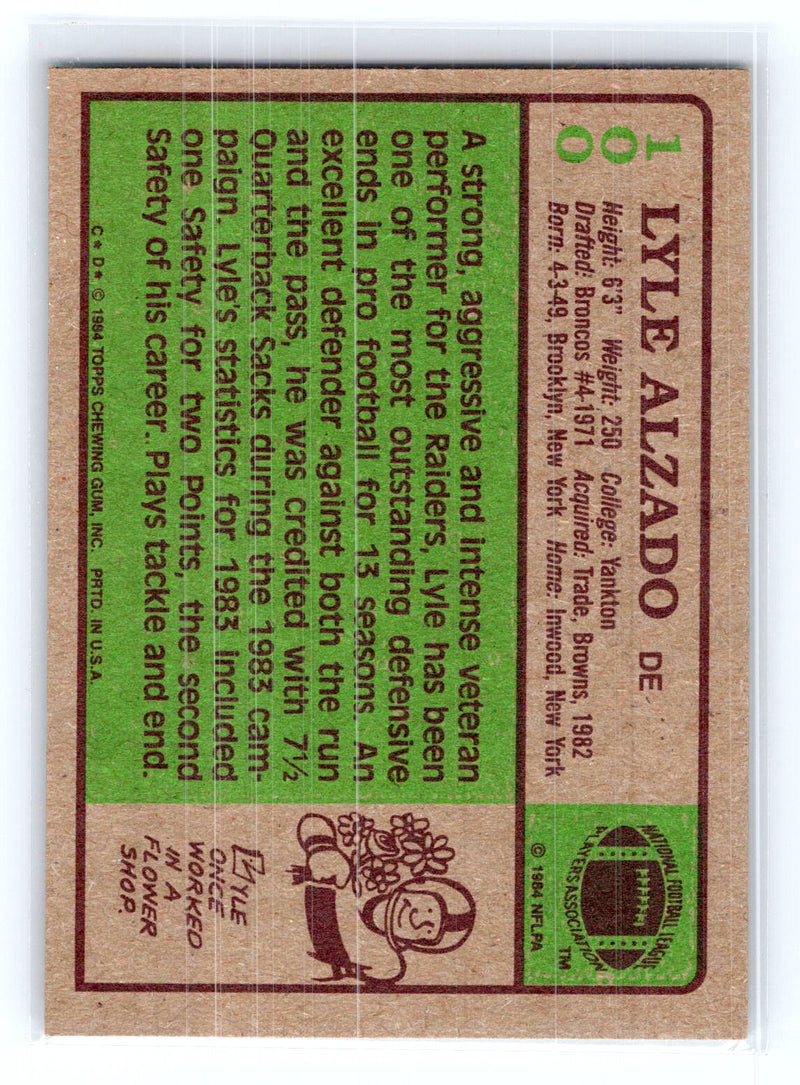 100
LYLE ALZADO DE
Height: 6'3" Weight: 250 College: Yankton
Drafted: Broncos #4-1971 Acquired: Trade, Browns, 1982
Born: 4-3-49, Brooklyn, New York Home: Inwood, New York
NATIONAL FOOTBALL LEAGUE
PLAYERS ASSOCIATION
TM
© 1984 NFLPA
A strong, aggressive and intense veteran
performer for the Raiders, Lyle has been
one of the most outstanding defensive
ends in pro football for 13 seasons. An
excellent defender against both the run
and the pass, he was credited with 7½
Quarterback Sacks during the 1983 cam-
paign. Lyle's statistics for 1983 included
one Safety for two Points, the second
Safety of his career. Plays tackle and end.
LYLE
ONCE
WORKED
IN A
FLOWER
SHOP.
C★ D★ © 1984 TOPPS CHEWING GUM, INC. PRTD. IN U.S.A.